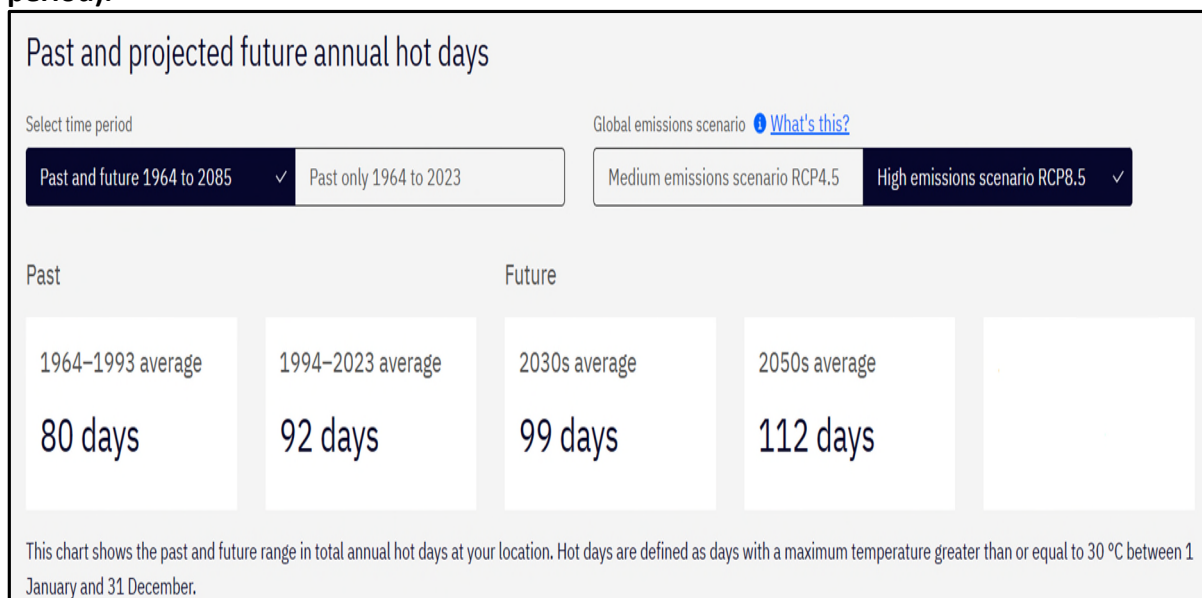 period).
Past and projected future annual hot days
Select time period
Global emissions scenario What's this?
Past and future 1964 to 2085
Past only 1964 to 2023
Medium emissions scenario RCP4.5
High emissions scenario RCP8.5
Past
Future
1964–1993 average
80 days
1994–2023 average
92 days
2030s average
99 days
2050s average
112 days
This chart shows the past and future range in total annual hot days at your location. Hot days are defined as days with a maximum temperature greater than or equal to 30 ºC between 1
January and 31 December.